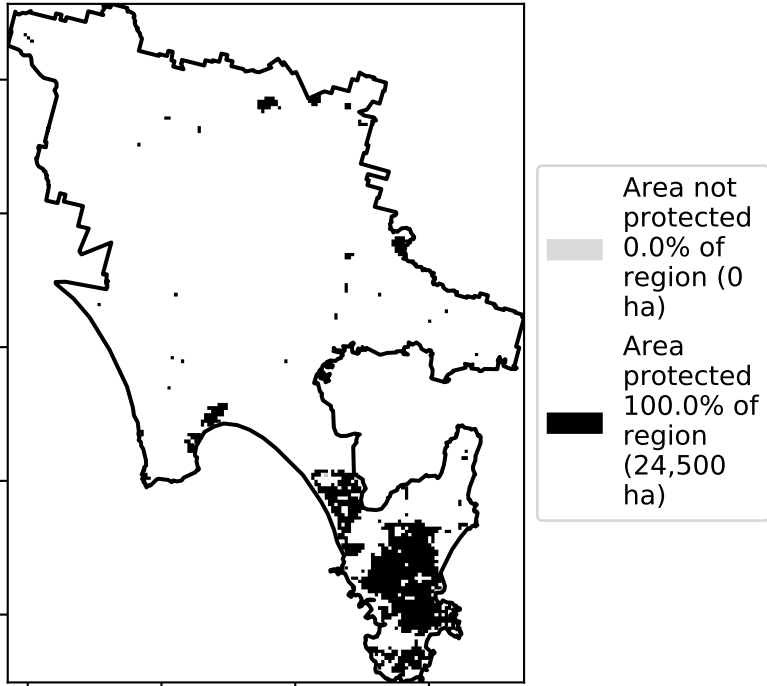 Area not
protected
0.0% of
region (0
ha)
Area
protected
100.0% of
region
(24,500
ha)